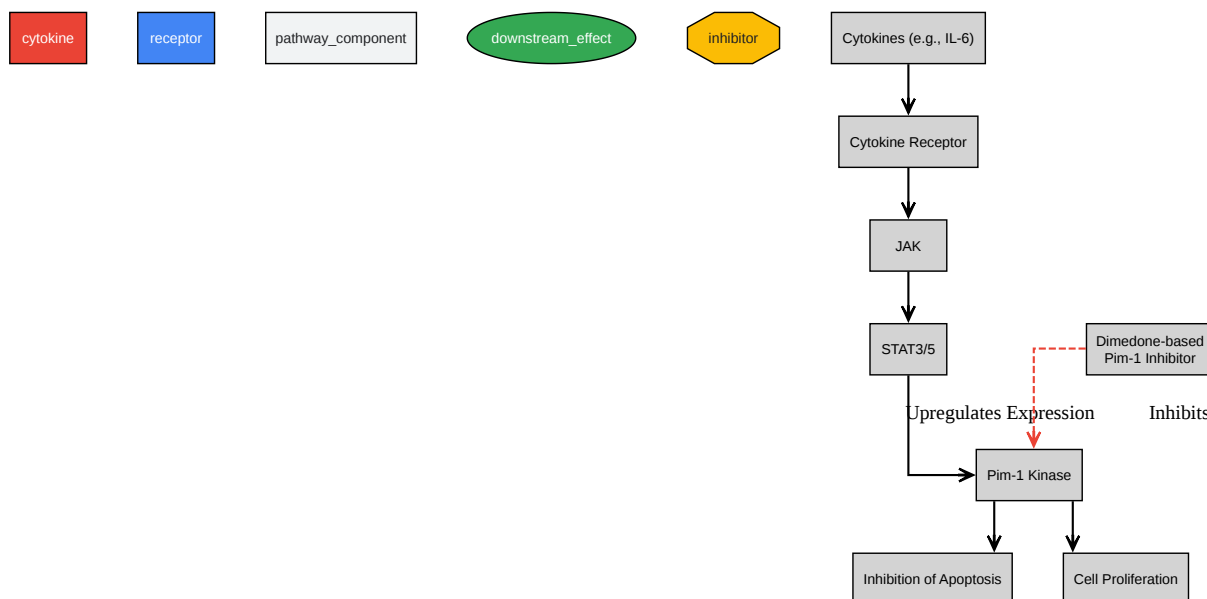 cytokine
receptor
pathway_component
downstream_effect
inhibitor
Cytokines (e.g., IL-6)
Cytokine Receptor
JAK
STAT3/5
Dimedone-based
Pim-1 Inhibitor
Upregulates Expression
Inhibits
Pim-1 Kinase
Inhibition of Apoptosis
Cell Proliferation